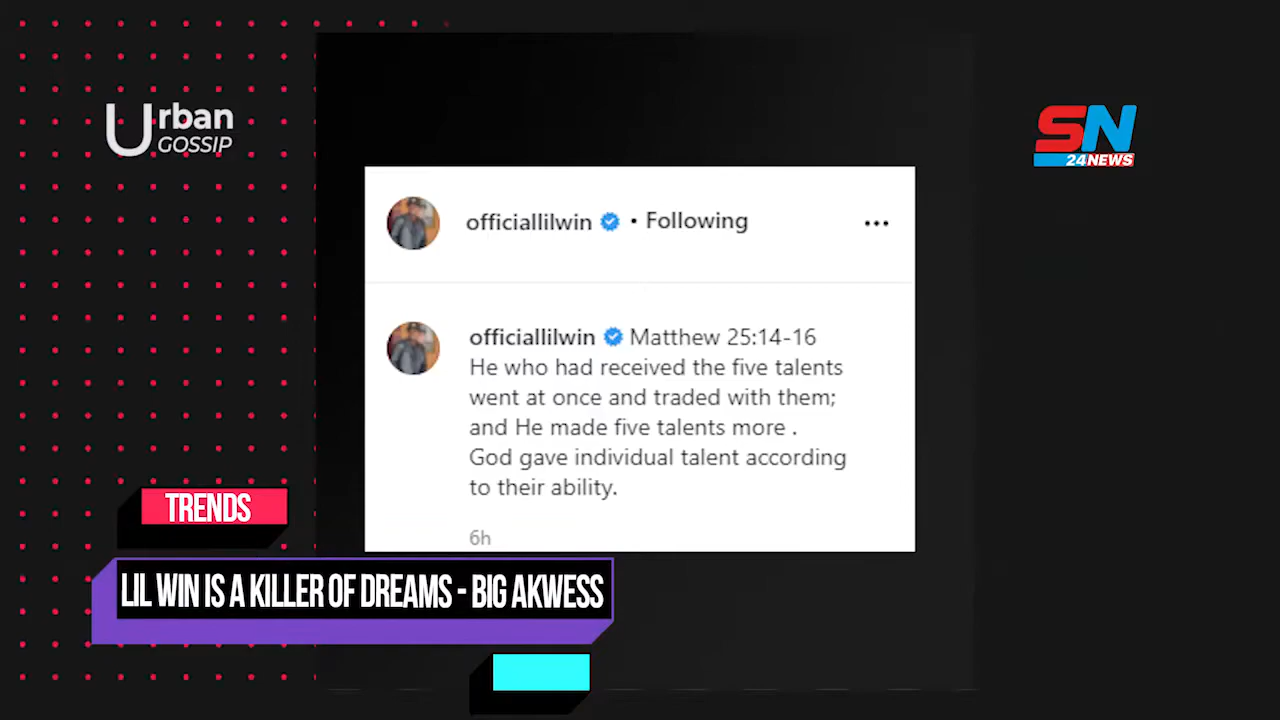 Urban
GOSSIP
SN
24NEWS
officiallilwin • Following
officiallilwin Matthew 25:14-16
He who had received the five talents
went at once and traded with them;
and He made five talents more .
God gave individual talent according
to their ability.
6h
TRENDS
LIL WIN IS A KILLER OF DREAMS - BIG AKWESS